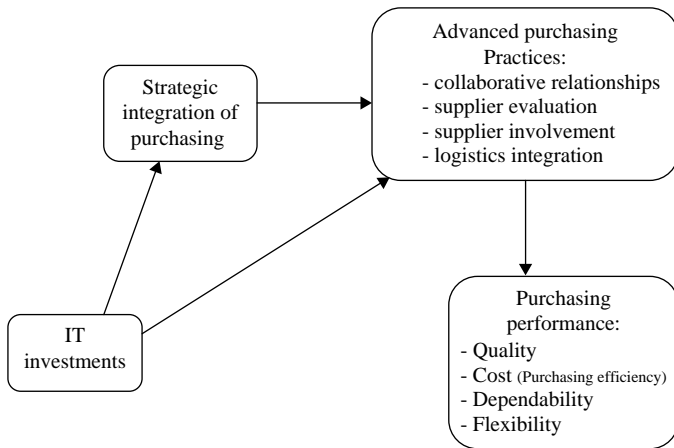 Advanced purchasing
Practices:
- collaborative relationships
- supplier evaluation
- supplier involvement
- logistics integration
Strategic
integration of
purchasing
IT
investments
Purchasing
performance:
- Quality
- Cost (Purchasing efficiency)
- Dependability
- Flexibility